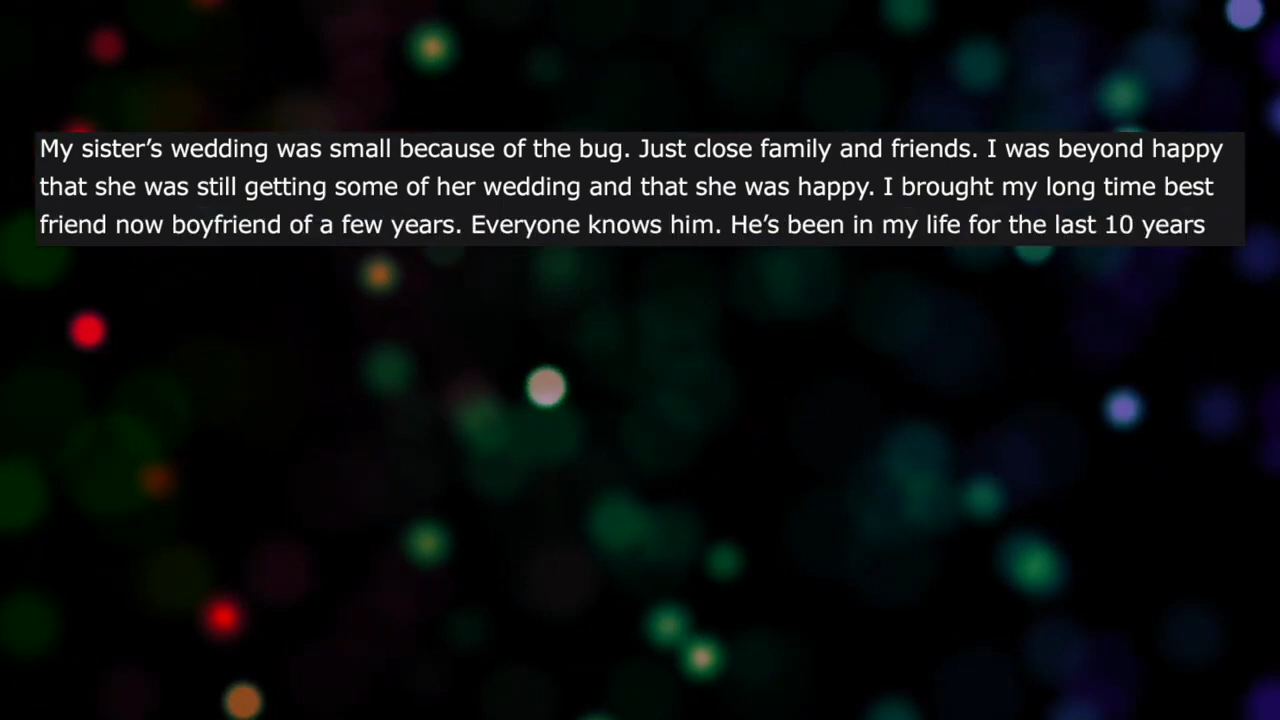 My sister’s wedding was small because of the bug. Just close family and friends. I was beyond happy
that she was still getting some of her wedding and that she was happy. I brought my long time best
friend now boyfriend of a few years. Everyone knows him. He’s been in my life for the last 10 years